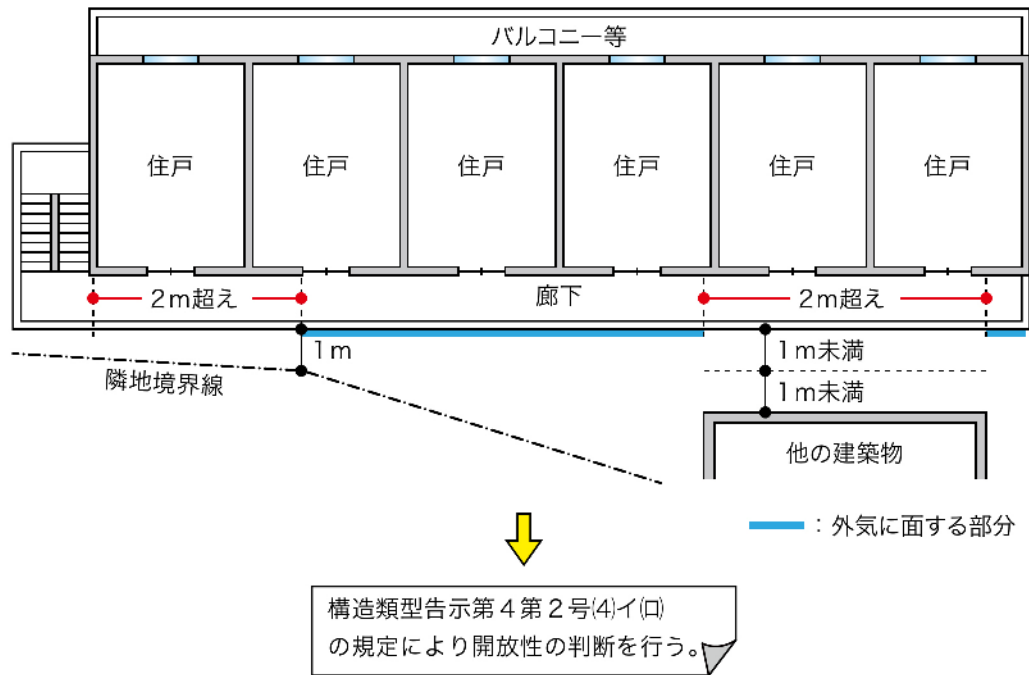 バルコニー等
住戸
住戸
住戸
住戸
住戸
住戸
2m超え
廊下
2m超え
1m
1m未満
隣地境界線
1m未満
他の建築物
：外気に面する部分
構造類型告示第4第2号⑷イ㈺
の規定により開放性の判断を行う。